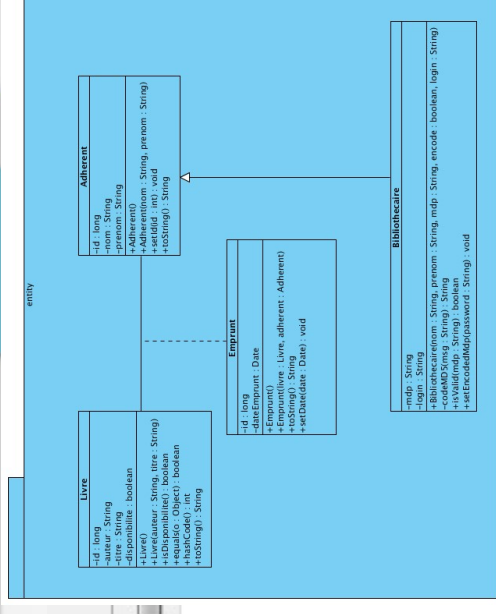 entity
Livre
-id : long
-auteur : String
-titre : String
-disponibilite : boolean
+Livre()
+Livre(auteur : String, titre : String)
+isDisponibilite() : boolean
+equals(o : Object) : boolean
+hashCode() : int
+toString() : String
Adherent
-id : long
-nom : String
-prenom : String
+Adherent()
+Adherent(nom : String, prenom : String)
+setId(id : int) : void
+toString() : String
Emprunt
-id : long
-dateEmprunt : Date
+Emprunt()
+Emprunt(livre : Livre, adherent : Adherent)
+toString() : String
+setDate(date : Date) : void
Bibliothecaire
-mdp : String
-login : String
+Bibliothecaire(nom : String, prenom : String, mdp : String, encode : boolean, login : String)
-codeMD5(msg : String) : String
+isValid(mdp : String) : boolean
+setEncodedMdp(password : String) : void